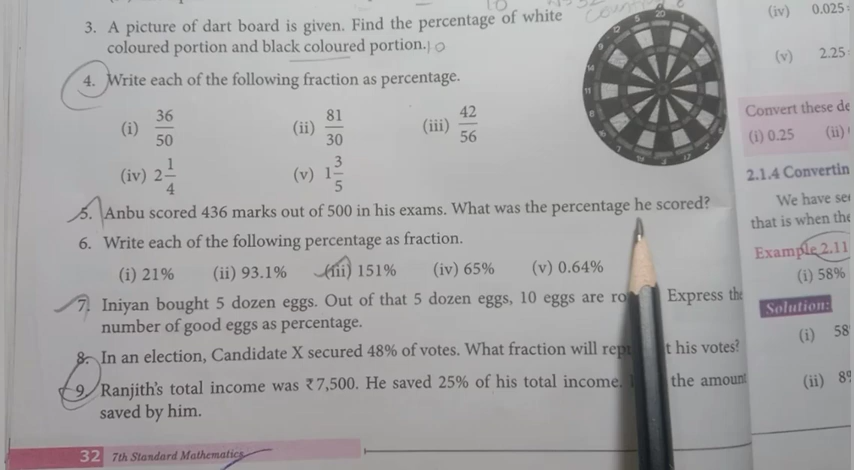 3. A picture of dart board is given. Find the percentage of white
coloured portion and black coloured portion.
4. Write each of the following fraction as percentage.
(i) 36/50 (ii) 81/30 (iii) 42/56
(iv) 2 1/4 (v) 1 3/5
5. Anbu scored 436 marks out of 500 in his exams. What was the percentage he scored?
6. Write each of the following percentage as fraction.
(i) 21% (ii) 93.1% (iii) 151% (iv) 65% (v) 0.64%
7. Iniyan bought 5 dozen eggs. Out of that 5 dozen eggs, 10 eggs are Express the
number of good eggs as percentage.
8. In an election, Candidate X secured 48% of votes. What fraction will his votes?
9. Ranjith's total income was ₹7,500. He saved 25% of his total income. the amount
saved by him.
32 7th Standard Mathematics
(iv) 0.025
(v) 2.25
Convert these
(i) 0.25 (ii)
2.1.4
We have
that is when the
Example 2.11
(i) 58%
Solution:
(i) 58
(ii)